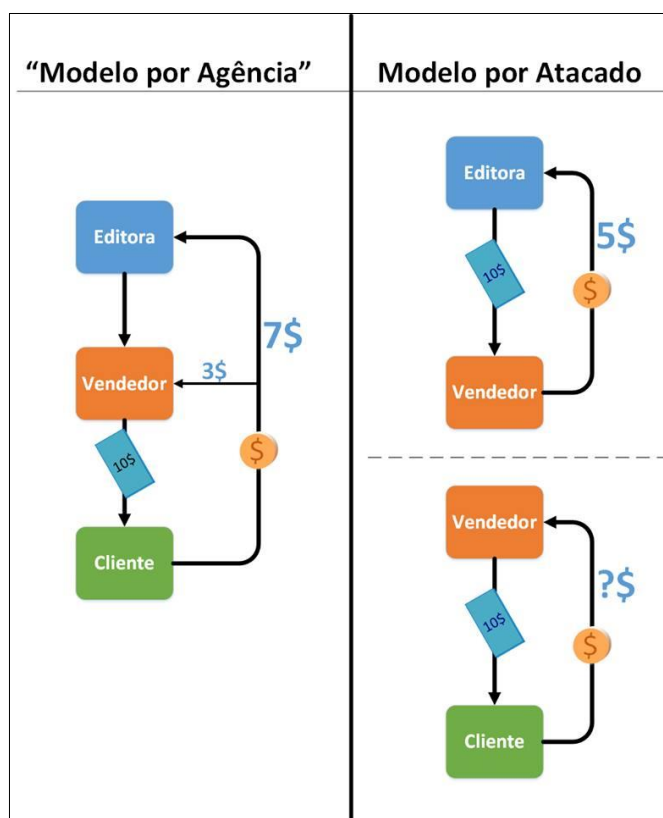 “Modelo por Agência”
Editora
7$
Vendedor
3$
10$
$
Cliente
Modelo por Atacado
Editora
5$
10$
$
Vendedor
Vendedor
?$
10$
$
Cliente